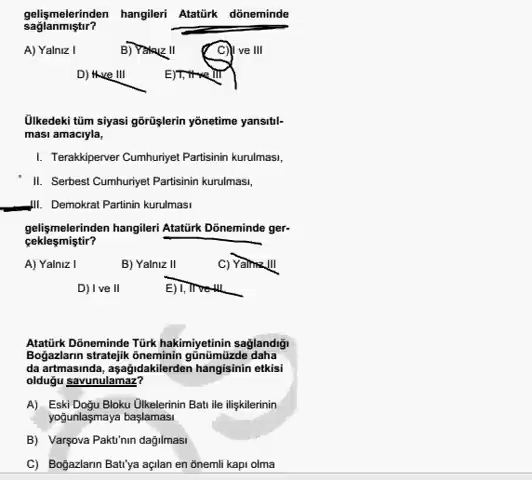 gelişmelerinden hangileri Atatürk döneminde
sağlanmıştır?
A) Yalnız I B) Yalnız II C) I ve III
D) II ve III E) I, II ve III
Ülkedeki tüm siyasi görüşlerin yönetime yansıtıl-
ması amacıyla,
I. Terakkiperver Cumhuriyet Partisinin kurulması,
II. Serbest Cumhuriyet Partisinin kurulması,
III. Demokrat Partinin kurulması
gelişmelerinden hangileri Atatürk Döneminde ger-
çekleşmiştir?
A) Yalnız I B) Yalnız II C) Yalnız III
D) I ve II E) I, II ve III
Atatürk Döneminde Türk hakimiyetinin sağlandığı
Boğazların stratejik öneminin günümüzde daha
da artmasında, aşağıdakilerden hangisinin etkisi
olduğu savunulamaz?
A) Eski Doğu Bloku Ülkelerinin Batı ile ilişkilerinin
yoğunlaşmaya başlaması
B) Varşova Paktı'nın dağılması
C) Boğazların Batı'ya açılan en önemli kapı olma